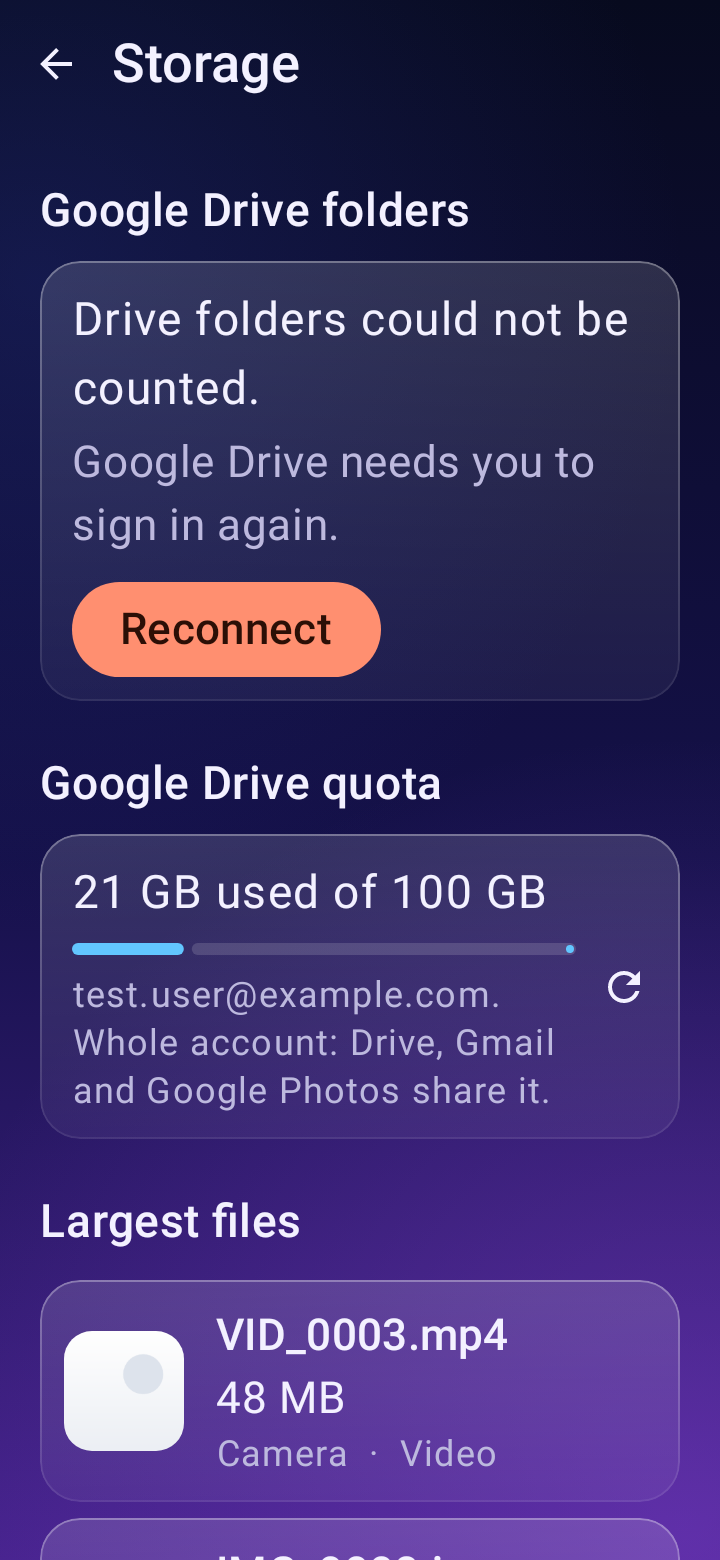 Storage
Google Drive folders
Drive folders could not be
counted.
Google Drive needs you to
sign in again.
Reconnect
Google Drive quota
21 GB used of 100 GB
test.user@example.com.
Whole account: Drive, Gmail
and Google Photos share it.
Largest files
VID_0003.mp4
48 MB
Camera · Video